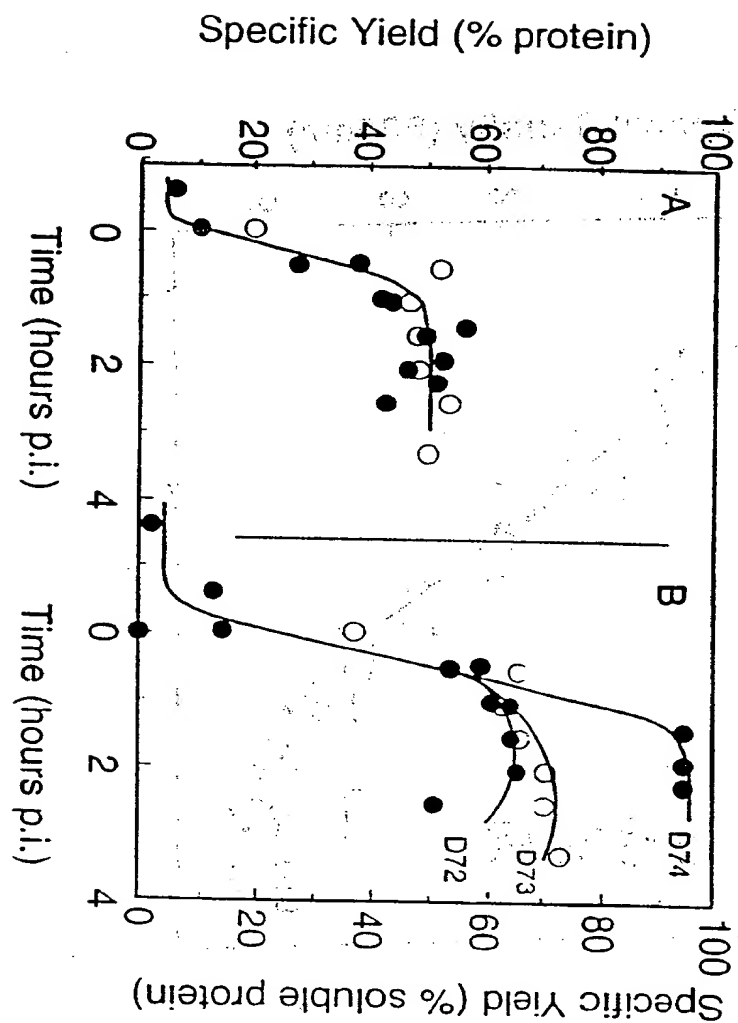 Specific Yield (% protein)
0 20 40 60 80 100
A
0 2 4
Time (hours p.i.)
B
0 2 4
Time (hours p.i.)
D72
D73
D74
0 20 40 60 80 100
Specific Yield (% soluble protein)